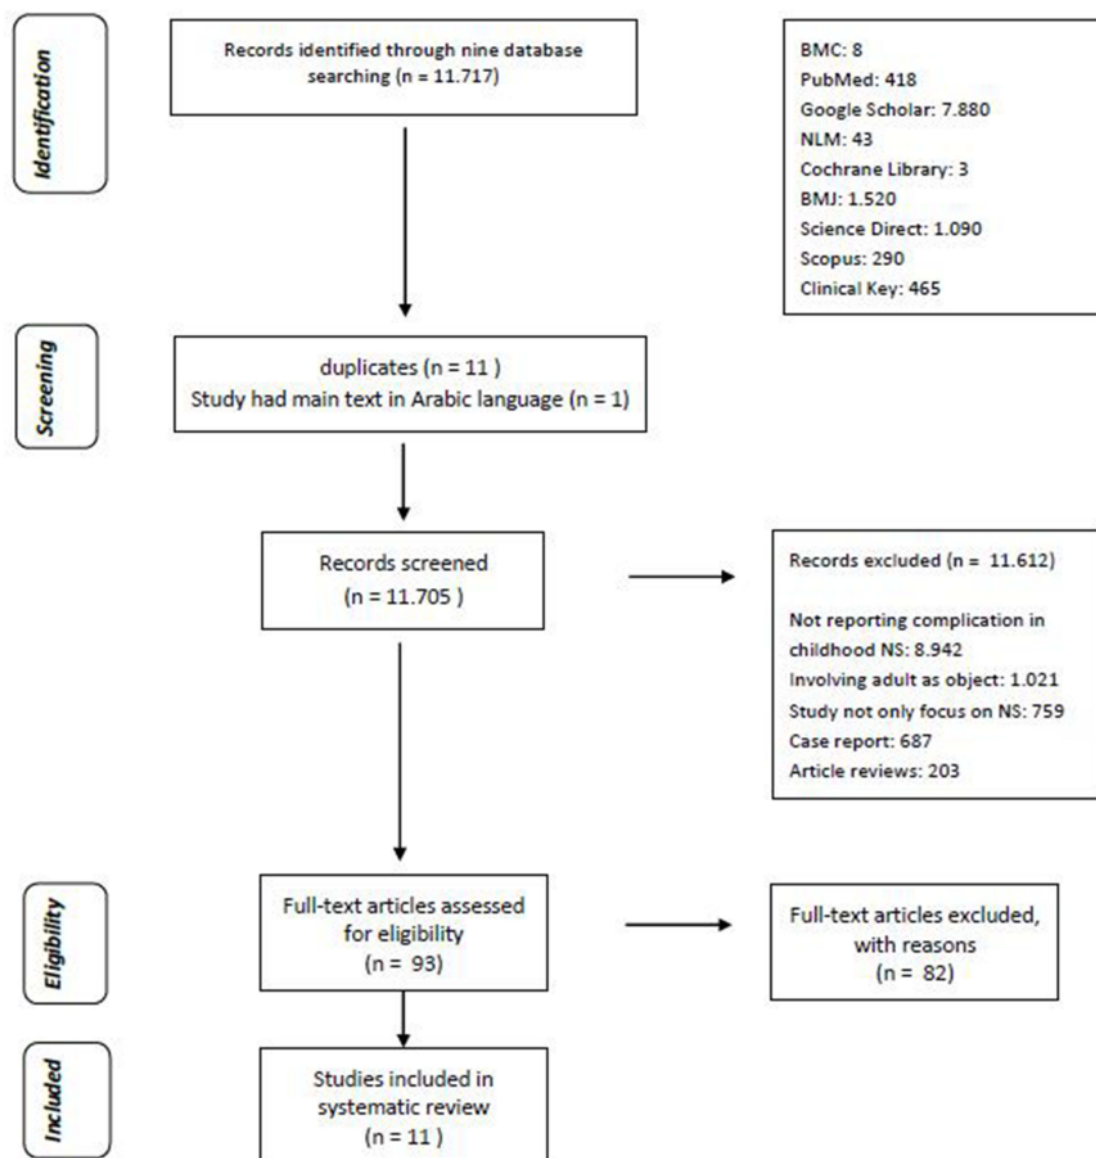 Identification
Records identified through nine database
searching (n = 11.717)
BMC: 8
PubMed: 418
Google Scholar: 7.880
NLM: 43
Cochrane Library: 3
BMJ: 1.520
Science Direct: 1.090
Scopus: 290
Clinical Key: 465
Screening
duplicates (n = 11 )
Study had main text in Arabic language (n = 1)
Records screened
(n = 11.705 )
Records excluded (n =  11.612)
Not reporting complication in
childhood NS: 8.942
Involving adult as object: 1.021
Study not only focus on NS: 759
Case report: 687
Article reviews: 203
Eligibility
Full-text articles assessed
for eligibility
(n =  93)
Full-text articles excluded,
with reasons
(n =  82)
Included
Studies included in
systematic review
(n = 11 )